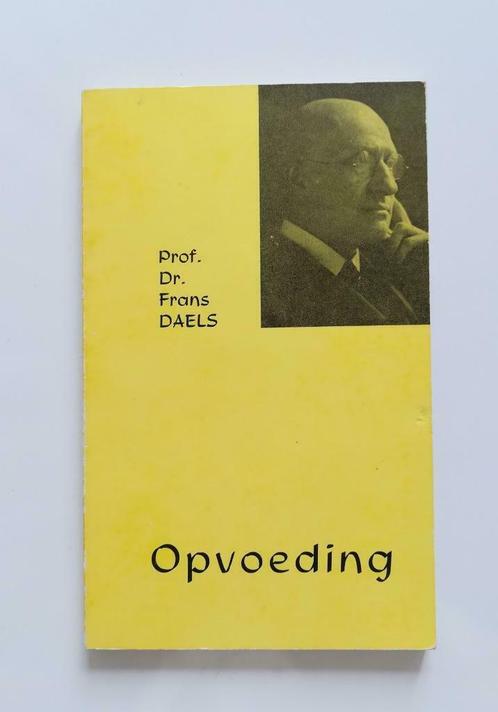 Prof.
Dr.
Frans
DAELS
Opvoeding